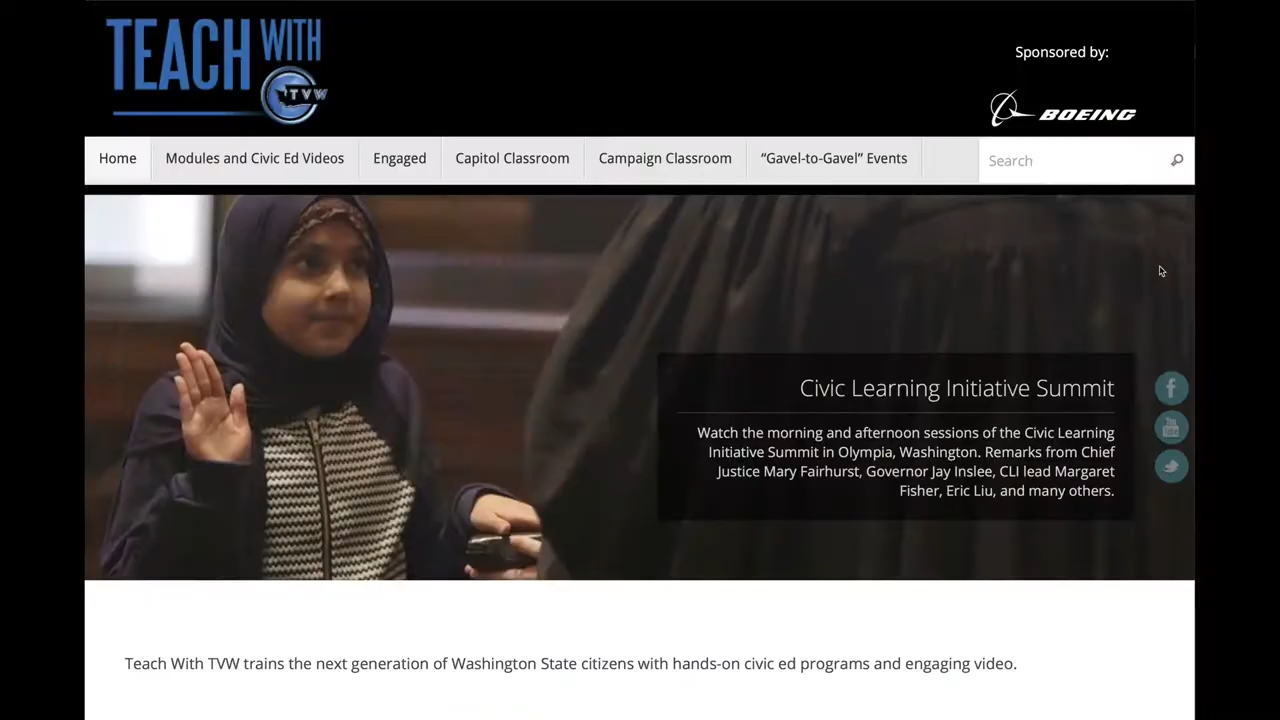 TEACH WITH
TVW
Sponsored by:
BOEING
Home
Modules and Civic Ed Videos
Engaged
Capitol Classroom
Campaign Classroom
“Gavel-to-Gavel” Events
Search
Civic Learning Initiative Summit
Watch the morning and afternoon sessions of the Civic Learning
Initiative Summit in Olympia, Washington. Remarks from Chief
Justice Mary Fairhurst, Governor Jay Inslee, CLI lead Margaret
Fisher, Eric Liu, and many others.
f
You Tube
Teach With TVW trains the next generation of Washington State citizens with hands-on civic ed programs and engaging video.